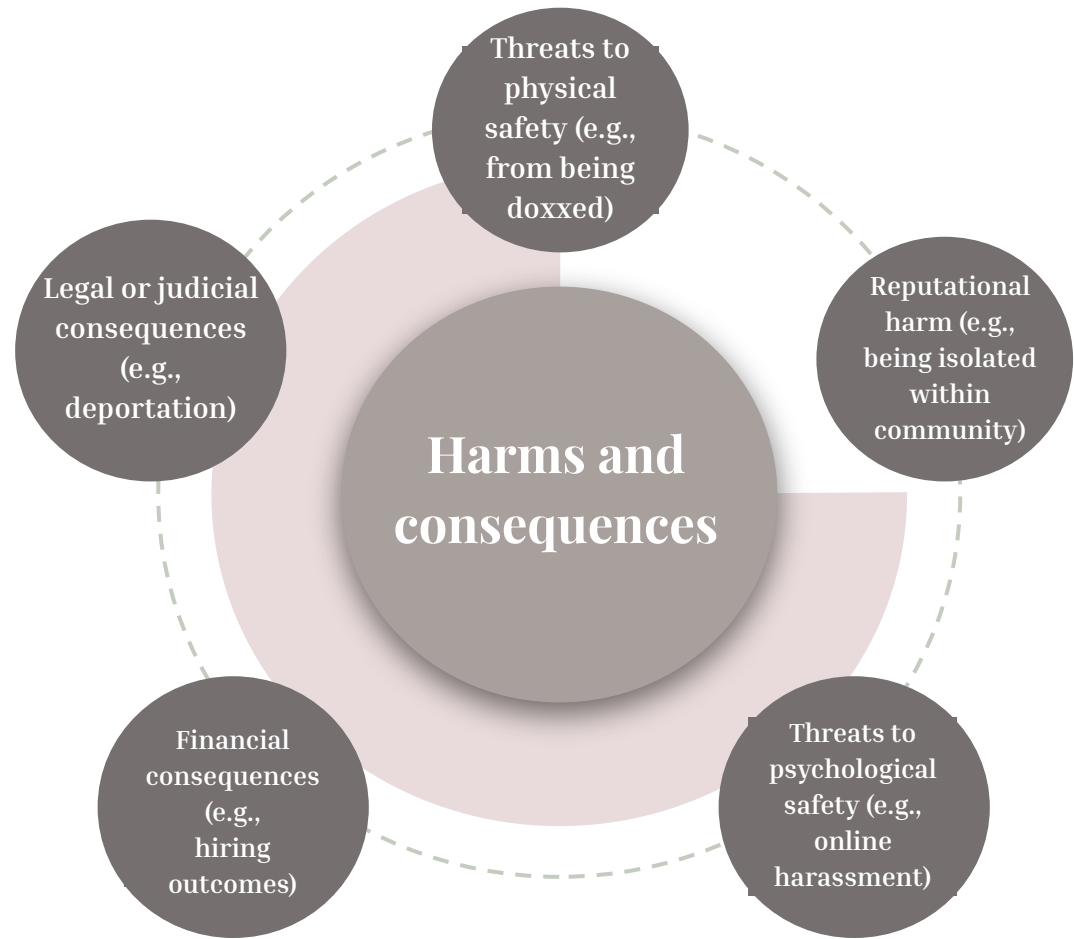 Threats to
physical
safety (e.g.,
from being
doxxed)
Legal or judicial
consequences
(e.g.,
deportation)
Reputational
harm (e.g.,
being isolated
within
community)
Harms and
consequences
Financial
consequences
(e.g.,
hiring
outcomes)
Threats to
psychological
safety (e.g.,
online
harassment)